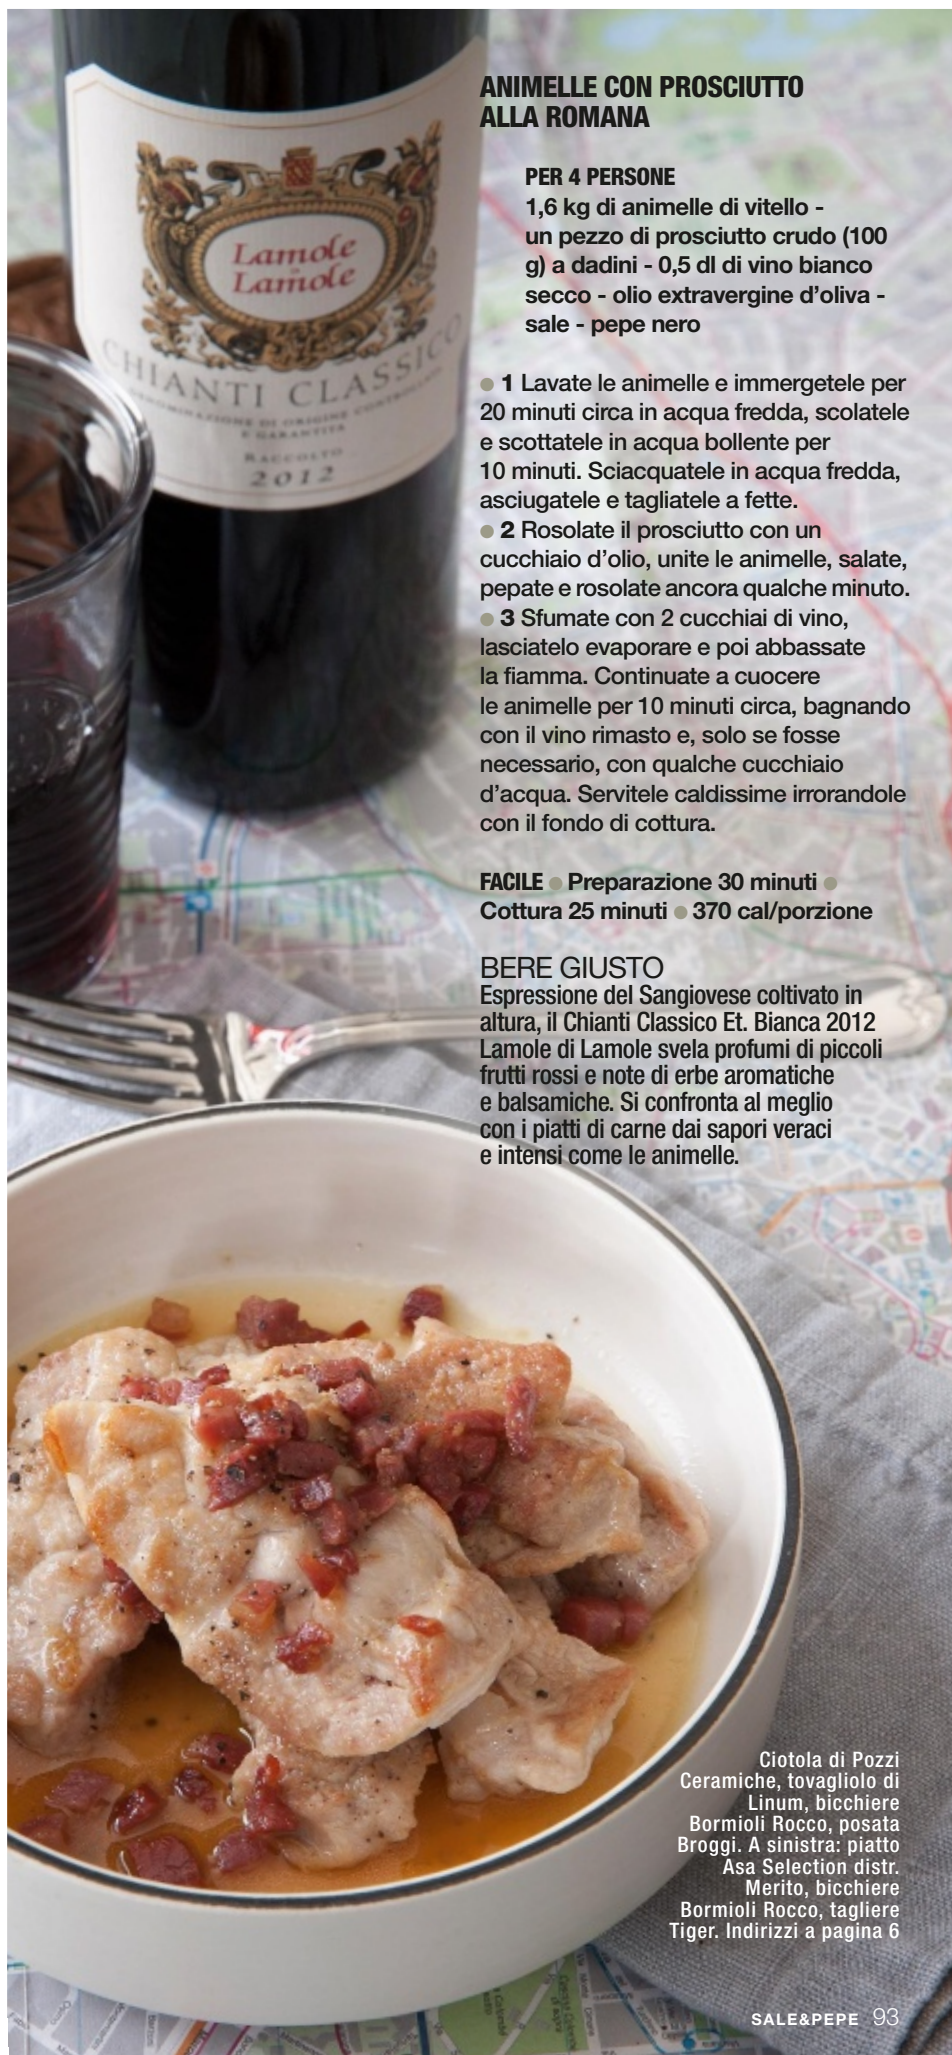 ANIMELLE CON PROSCIUTTO
ALLA ROMANA
PER 4 PERSONE
1,6 kg di animelle di vitello -
un pezzo di prosciutto crudo (100
g) a dadini - 0,5 dl di vino bianco
secco - olio extravergine d'oliva -
sale - pepe nero
● 1 Lavate le animelle e immergetele per
20 minuti circa in acqua fredda, scolatele
e scottatele in acqua bollente per
10 minuti. Sciacquatele in acqua fredda,
asciugatele e tagliatele a fette.
● 2 Rosolate il prosciutto con un
cucchiaio d'olio, unite le animelle, salate,
pepate e rosolate ancora qualche minuto.
● 3 Sfumate con 2 cucchiai di vino,
lasciatelo evaporare e poi abbassate
la fiamma. Continuate a cuocere
le animelle per 10 minuti circa, bagnando
con il vino rimasto e, solo se fosse
necessario, con qualche cucchiaio
d'acqua. Servitele caldissime irrorandole
con il fondo di cottura.
FACILE ● Preparazione 30 minuti ●
Cottura 25 minuti ● 370 cal/porzione
BERE GIUSTO
Espressione del Sangiovese coltivato in
altura, il Chianti Classico Et. Bianca 2012
Lamole di Lamole svela profumi di piccoli
frutti rossi e note di erbe aromatiche
e balsamiche. Si confronta al meglio
con i piatti di carne dai sapori veraci
e intensi come le animelle.
Lamole
di
Lamole
CHIANTI CLASSICO
DENOMINAZIONE DI ORIGINE CONTROLLATA
E GARANTITA
RACCOLTO
2012
Ciotola di Pozzi
Ceramiche, tovagliolo di
Linum, bicchiere
Bormioli Rocco, posata
Broggi. A sinistra: piatto
Asa Selection distr.
Merito, bicchiere
Bormioli Rocco, tagliere
Tiger. Indirizzi a pagina 6
SALE&PEPE 93